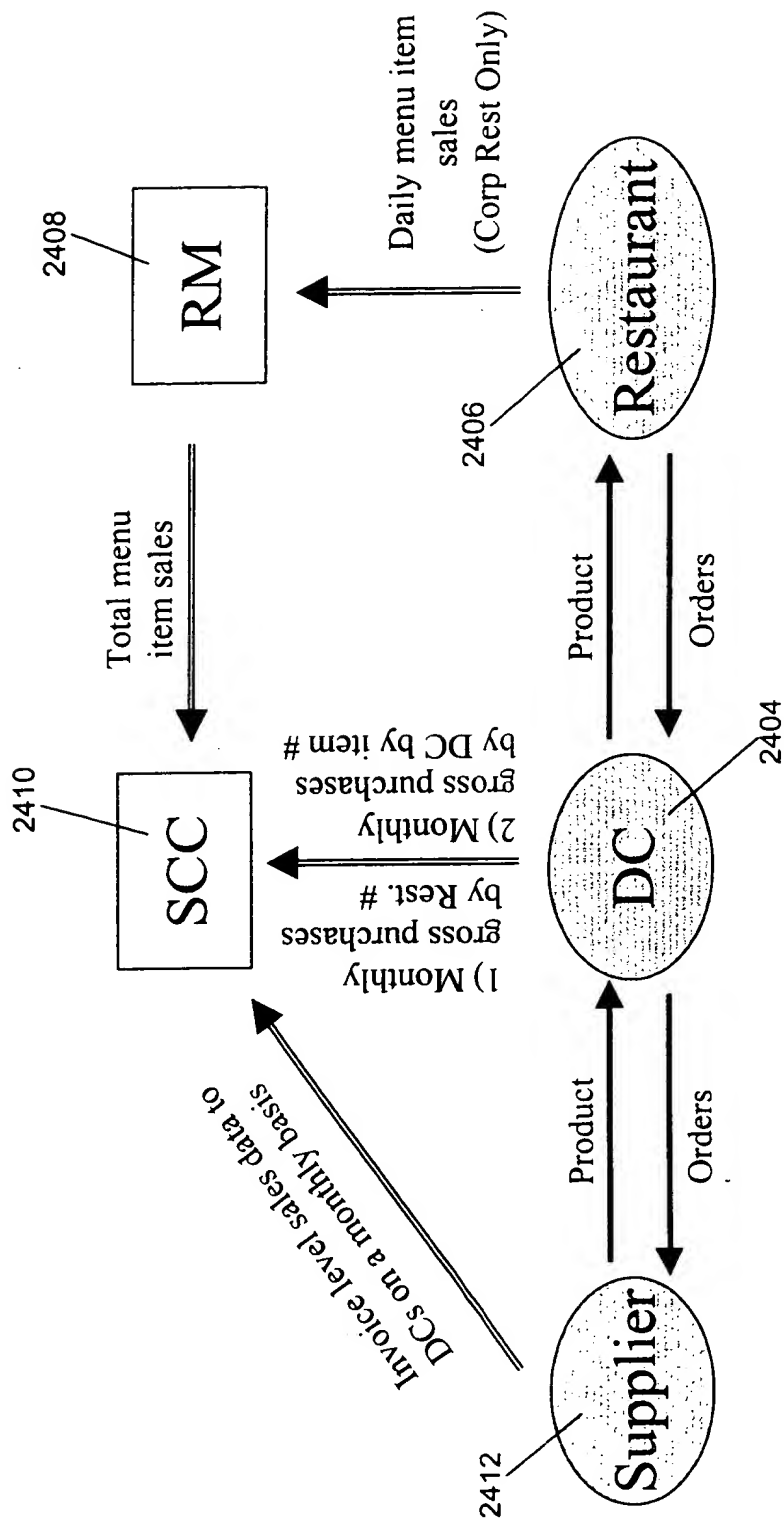 2410
SCC
Total menu
item sales
2408
RM
Invoice level sales data to
DCs on a monthly basis
1) Monthly
gross purchases
by Rest. #
2) Monthly
gross purchases
by DC by item #
Daily menu item
sales
(Corp Rest Only)
2412
Supplier
Product
Orders
DC
2404
Product
Orders
2406
Restaurant